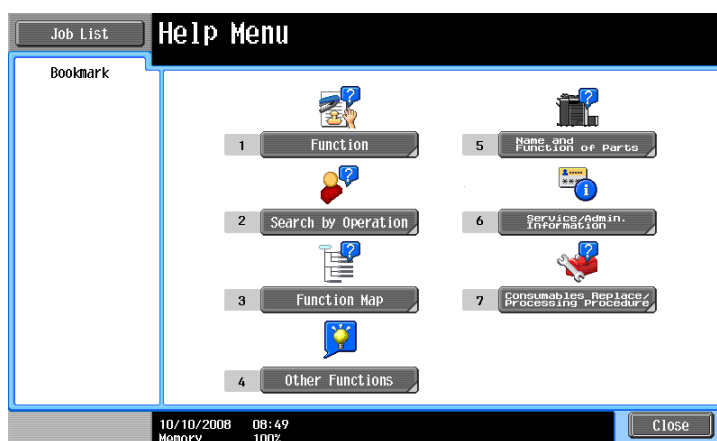 Job List
Help Menu
Bookmark
1 Function
2 Search by Operation
3 Function Map
4 Other Functions
5 Name and
Function of Parts
6 Service/Admin.
Information
7 Consumables Replace/
Processing Procedure
10/10/2008 08:49
Memory 100%
Close